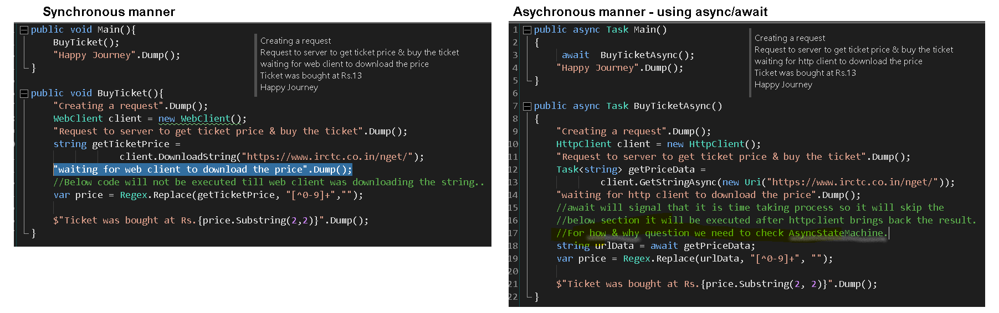 Synchronous manner
public void Main(){
BuyTicket();
"Happy Journey".Dump();
}
Creating a request
Request to server to get ticket price & buy the ticket
waiting for web client to download the price
Ticket was bought at Rs.13
Happy Journey
public void BuyTicket(){
"Creating a request".Dump();
WebClient client = new WebClient();
"Request to server to get ticket price & buy the ticket".Dump();
string getTicketPrice =
client.DownloadString("https://www.irctc.co.in/nget/");
"waiting for web client to download the price".Dump();
//Below code will not be executed till web client was downloading the string..
var price = Regex.Replace(getTicketPrice, "[^0-9]+","");
$"Ticket was bought at Rs.{price.Substring(2,2)}".Dump();
}
Asychronous manner - using async/await
1 public async Task Main()
2 {
3 await BuyTicketAsync();
4 "Happy Journey".Dump();
5 }
Creating a request
Request to server to get ticket price & buy the ticket
waiting for http client to download the price
Ticket was bought at Rs.13
Happy Journey
6
7 public async Task BuyTicketAsync()
8 {
9 "Creating a request".Dump();
10 HttpClient client = new HttpClient();
11 "Request to server to get ticket price & buy the ticket".Dump();
12 Task<string> getPriceData =
13 client.GetStringAsync(new Uri("https://www.irctc.co.in/nget/"));
14 "waiting for http client to download the price".Dump();
15 //await will signal that it is time taking process so it will skip the
16 //below section it will be executed after httpclient brings back the result.
17 //For how & why question we need to check AsyncStateMachine.
18 string urlData = await getPriceData;
19 var price = Regex.Replace(urlData, "[^0-9]+", "");
20
21 $"Ticket was bought at Rs.{price.Substring(2, 2)}".Dump();
22 }